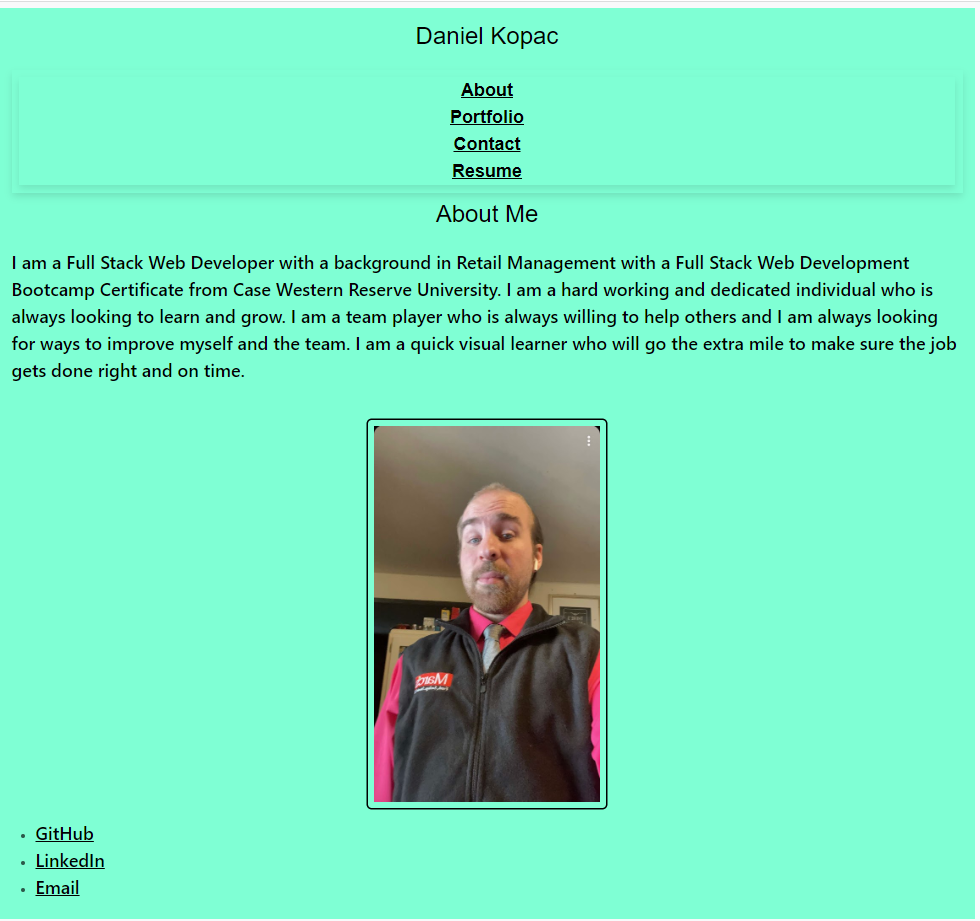 Daniel Kopac
About
Portfolio
Contact
Resume
About Me
I am a Full Stack Web Developer with a background in Retail Management with a Full Stack Web Development
Bootcamp Certificate from Case Western Reserve University. I am a hard working and dedicated individual who is
always looking to learn and grow. I am a team player who is always willing to help others and I am always looking
for ways to improve myself and the team. I am a quick visual learner who will go the extra mile to make sure the job
gets done right and on time.
GitHub
LinkedIn
Email